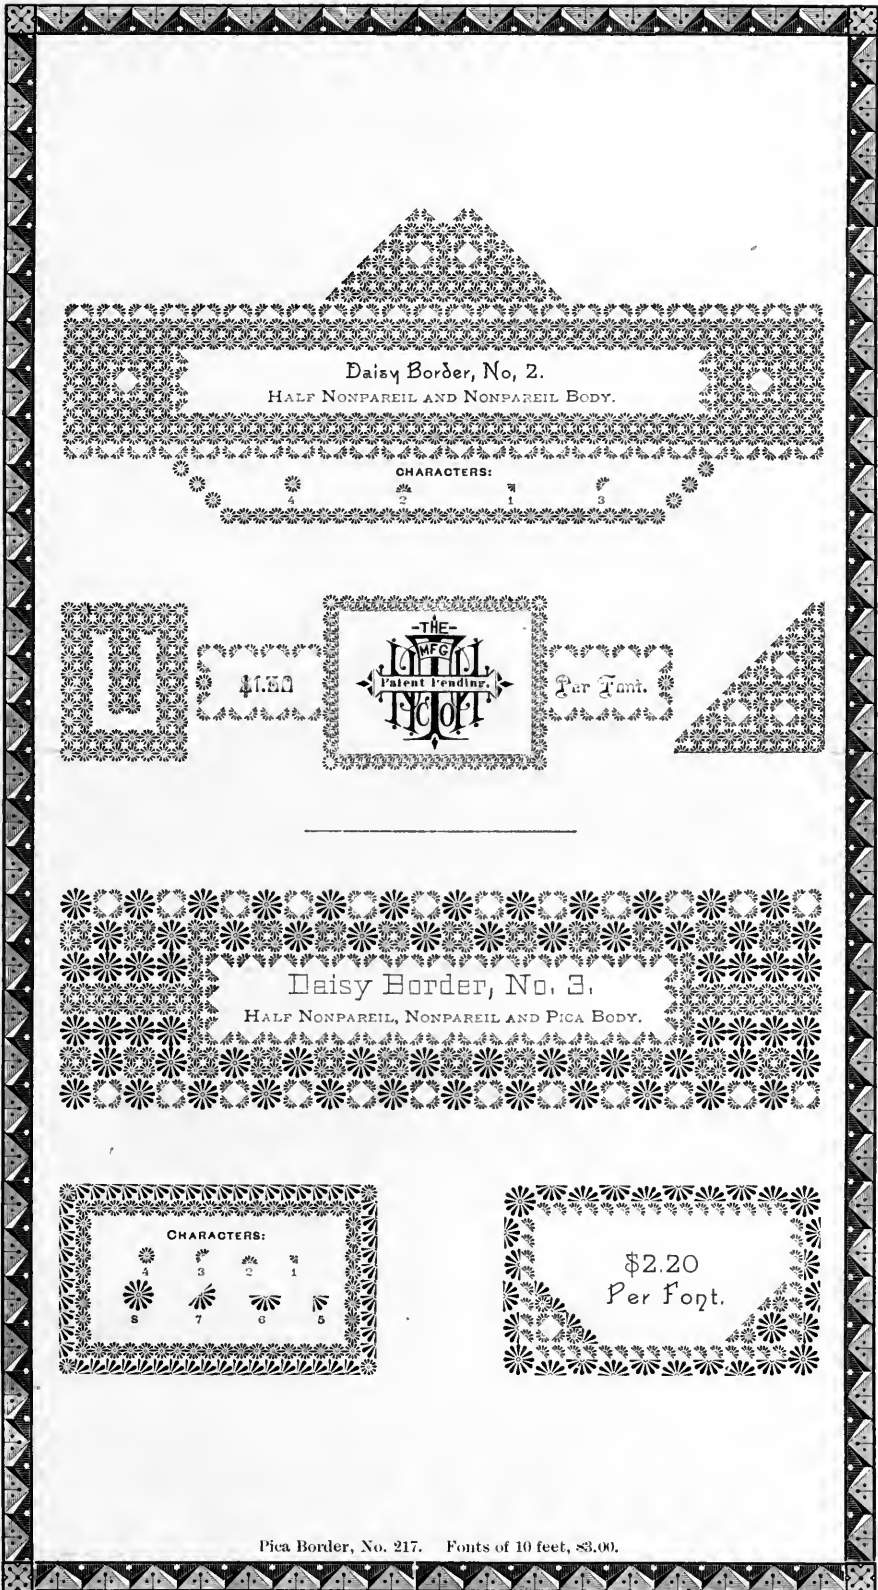 Daisy Border, No, 2.
HALF NONPAREIL AND NONPAREIL BODY.
CHARACTERS:
4 2 1 3
-THE-
MFG
$1.50
Patent Pending.
Per Font.
CO
Daisy Border, No. 3.
HALF NONPAREIL, NONPAREIL AND PICA BODY.
CHARACTERS:
4 3 2 1
8 7 6 5
$2.20
Per Font.
Pica Border, No. 217. Fonts of 10 feet, $3.00.